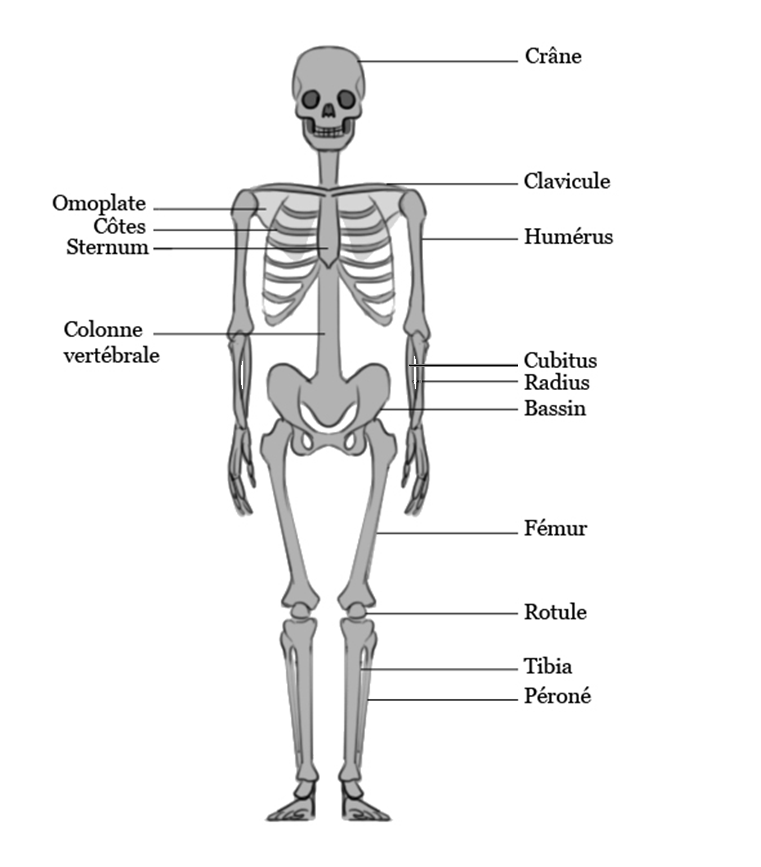 Crâne
Clavicule
Omoplate
Côtes
Humérus
Sternum
Colonne
vertébrale
Cubitus
Radius
Bassin
Fémur
Rotule
Tibia
Péroné